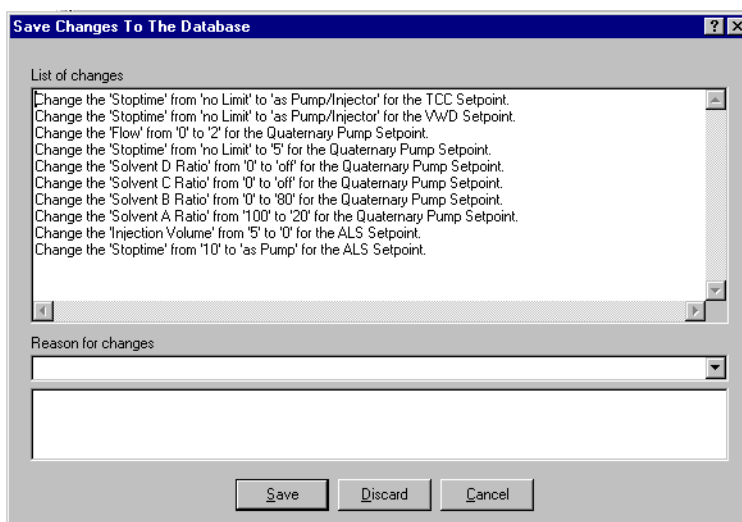 Save Changes To The Database
List of changes
Change the 'Stoptime' from 'no Limit' to 'as Pump/Injector' for the TCC Setpoint.
Change the 'Stoptime' from 'no Limit' to 'as Pump/Injector' for the VWD Setpoint.
Change the 'Flow' from '0' to '2' for the Quaternary Pump Setpoint.
Change the 'Stoptime' from 'no Limit' to '5' for the Quaternary Pump Setpoint.
Change the 'Solvent D Ratio' from '0' to 'off' for the Quaternary Pump Setpoint.
Change the 'Solvent C Ratio' from '0' to 'off' for the Quaternary Pump Setpoint.
Change the 'Solvent B Ratio' from '0' to '80' for the Quaternary Pump Setpoint.
Change the 'Solvent A Ratio' from '100' to '20' for the Quaternary Pump Setpoint.
Change the 'Injection Volume' from '5' to '0' for the ALS Setpoint.
Change the 'Stoptime' from '10' to 'as Pump' for the ALS Setpoint.
Reason for changes
Save Discard Cancel